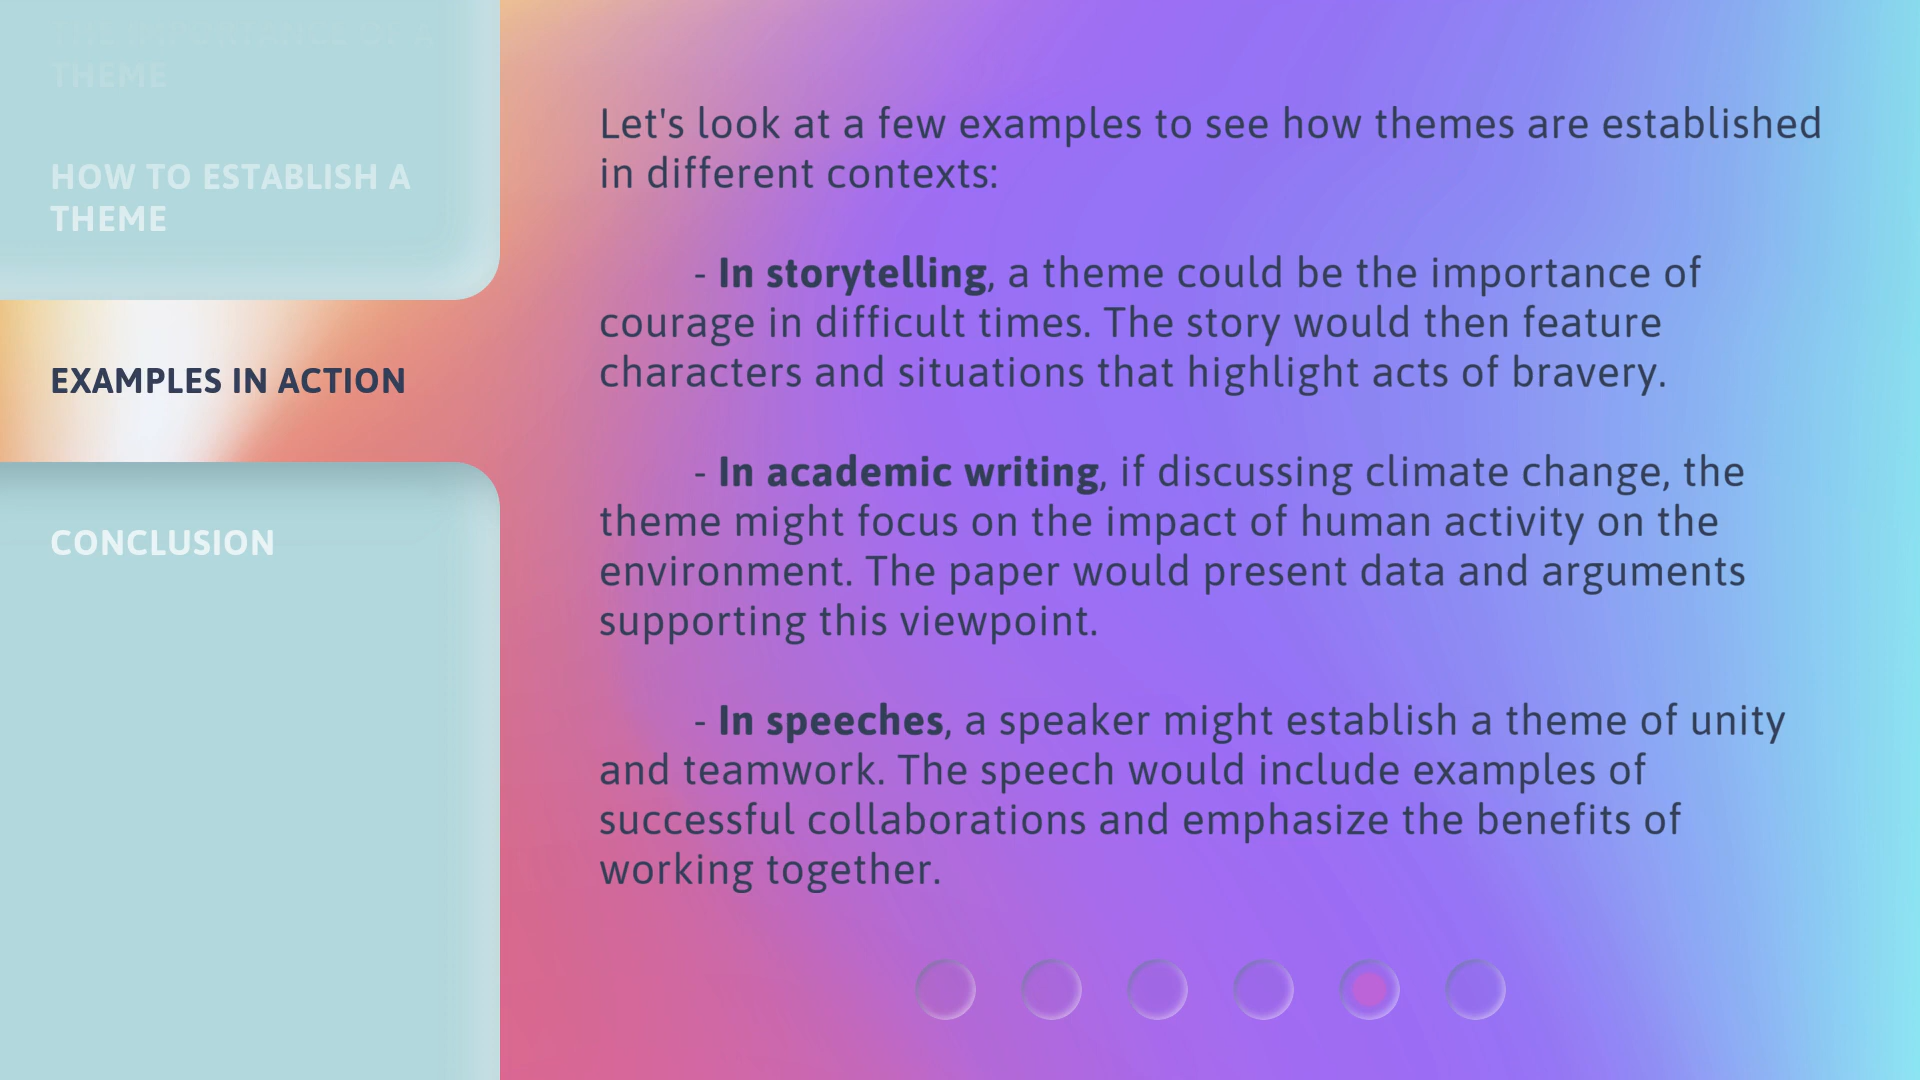 THE IMPORTANCE OF A
THEME
HOW TO ESTABLISH A
THEME
EXAMPLES IN ACTION
CONCLUSION
Let's look at a few examples to see how themes are established
in different contexts:
- In storytelling, a theme could be the importance of
courage in difficult times. The story would then feature
characters and situations that highlight acts of bravery.
- In academic writing, if discussing climate change, the
theme might focus on the impact of human activity on the
environment. The paper would present data and arguments
supporting this viewpoint.
- In speeches, a speaker might establish a theme of unity
and teamwork. The speech would include examples of
successful collaborations and emphasize the benefits of
working together.